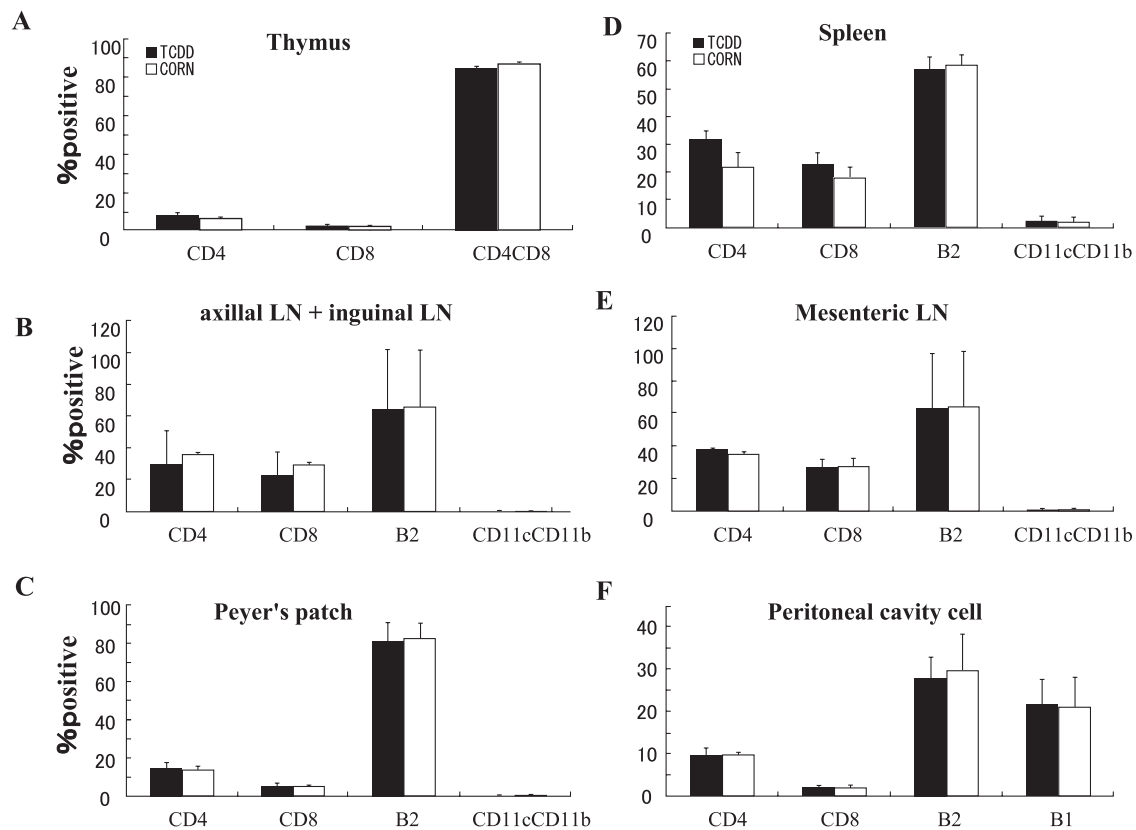 A
Thymus
TCDD
CORN
%positive
100
80
60
40
20
0
CD4
CD8
CD4CD8
D
Spleen
TCDD
CORN
70
60
50
40
30
20
10
0
CD4
CD8
B2
CD11cCD11b
B
axillal LN + inguinal LN
%positive
120
100
80
60
40
20
0
CD4
CD8
B2
CD11cCD11b
E
Mesenteric LN
120
100
80
60
40
20
0
CD4
CD8
B2
CD11cCD11b
C
Peyer's patch
%positive
100
80
60
40
20
0
CD4
CD8
B2
CD11cCD11b
F
Peritoneal cavity cell
40
30
20
10
0
CD4
CD8
B2
B1